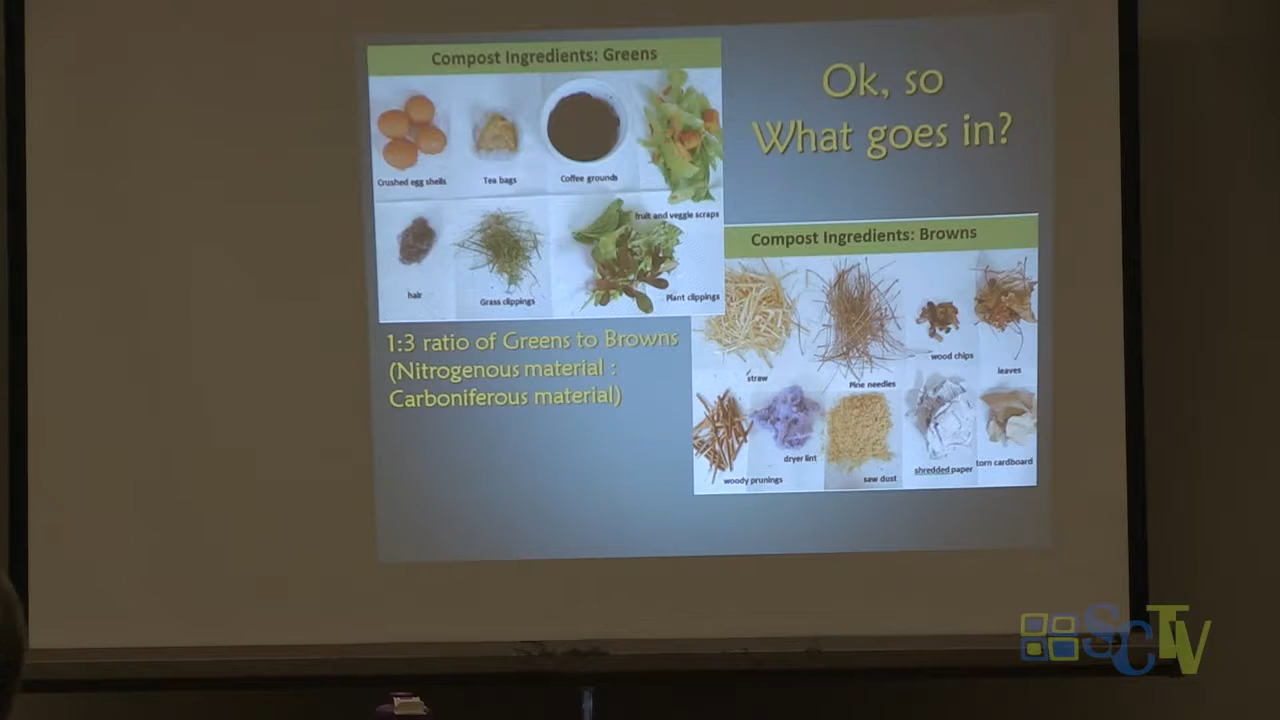 Compost Ingredients: Greens
Crushed egg shells
Tea bags
Coffee grounds
fruit and veggie scraps
hair
Grass clippings
Plant clippings
1:3 ratio of Greens to Browns
(Nitrogenous material :
Carboniferous material)
Ok, so
What goes in?
Compost Ingredients: Browns
straw
Pine needles
wood chips
leaves
woody prunings
dryer lint
saw dust
shredded paper
torn cardboard
SCTV